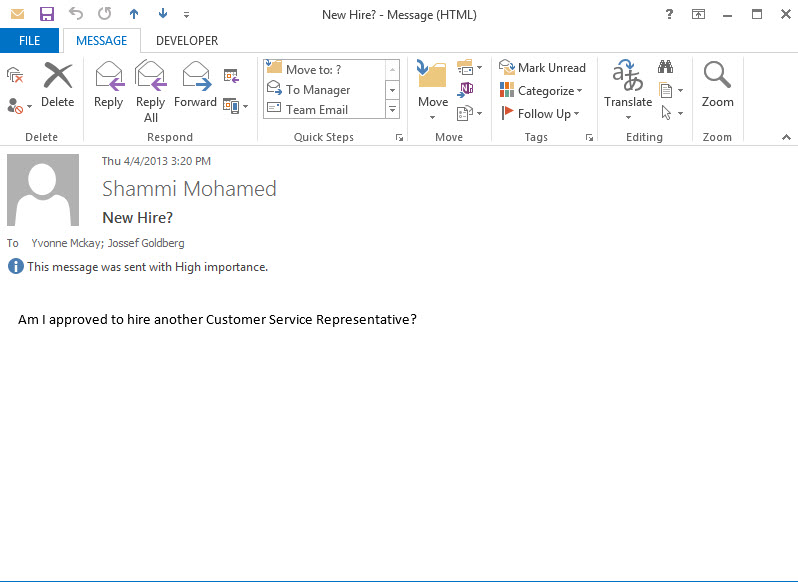 New Hire? - Message (HTML)
?
FILE MESSAGE DEVELOPER
Delete
Reply
Reply All
Forward
Move to: ?
To Manager
Team Email
Move
Mark Unread
Categorize
Follow Up
Translate
Zoom
Delete Respond Quick Steps Move Tags Editing Zoom
Thu 4/4/2013 3:20 PM
Shammi Mohamed
New Hire?
To Yvonne Mckay; Jossef Goldberg
This message was sent with High importance.
Am I approved to hire another Customer Service Representative?